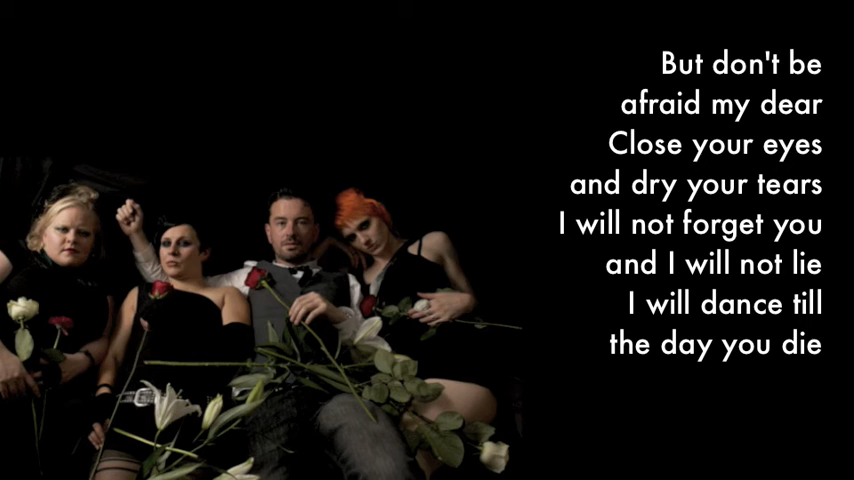 But don't be
afraid my dear
Close your eyes
and dry your tears
I will not forget you
and I will not lie
I will dance till
the day you die